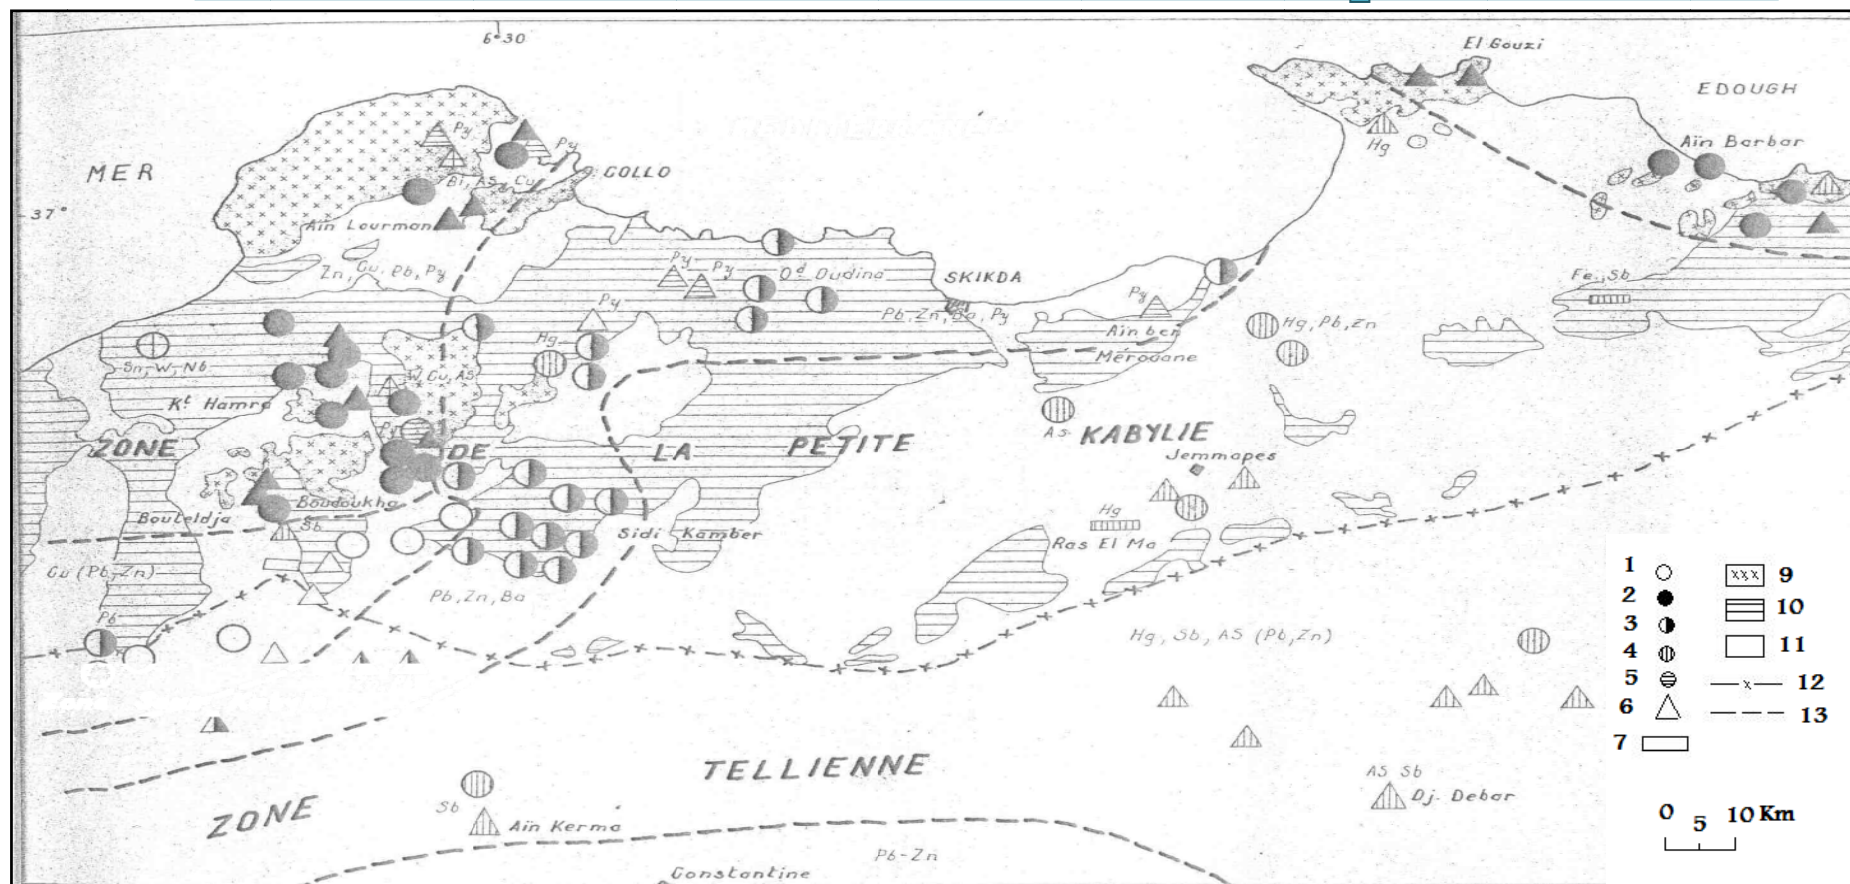 6°30
El Gouzi
EDOUGH
Py
Py
Hg
Aïn Barbar
MER
COLLO
Bi, AS, Cu
37°
Aïn Lourman
Zn, Cu, Pb, Py
Py
Py
Od Oudina
SKIKDA
Fe, Sb
Py
Py
Pb, Zn, Ba, Py
Aïn ben
Hg, Pb, Zn
Hg
Mérouane
Sn, W, Nb
W, Cu, AS
Kt Hamra
Py
As
ZONE DE LA PETITE KABYLIE
Jemmapes
Boudoukha
Bouteldja
Sb
Sidi Kamber
Hg
Ras El Ma
Cu (Pb, Zn)
Pb, Zn, Ba
Pb
Hg, Sb, AS (Pb, Zn)
1
2
3
4
5
6
7
9
10
11
12
13
ZONE TELLIENNE
AS Sb
Dj. Debar
Sb
Aïn Kerma
0 5 10 Km
Pb-Zn
Constantine